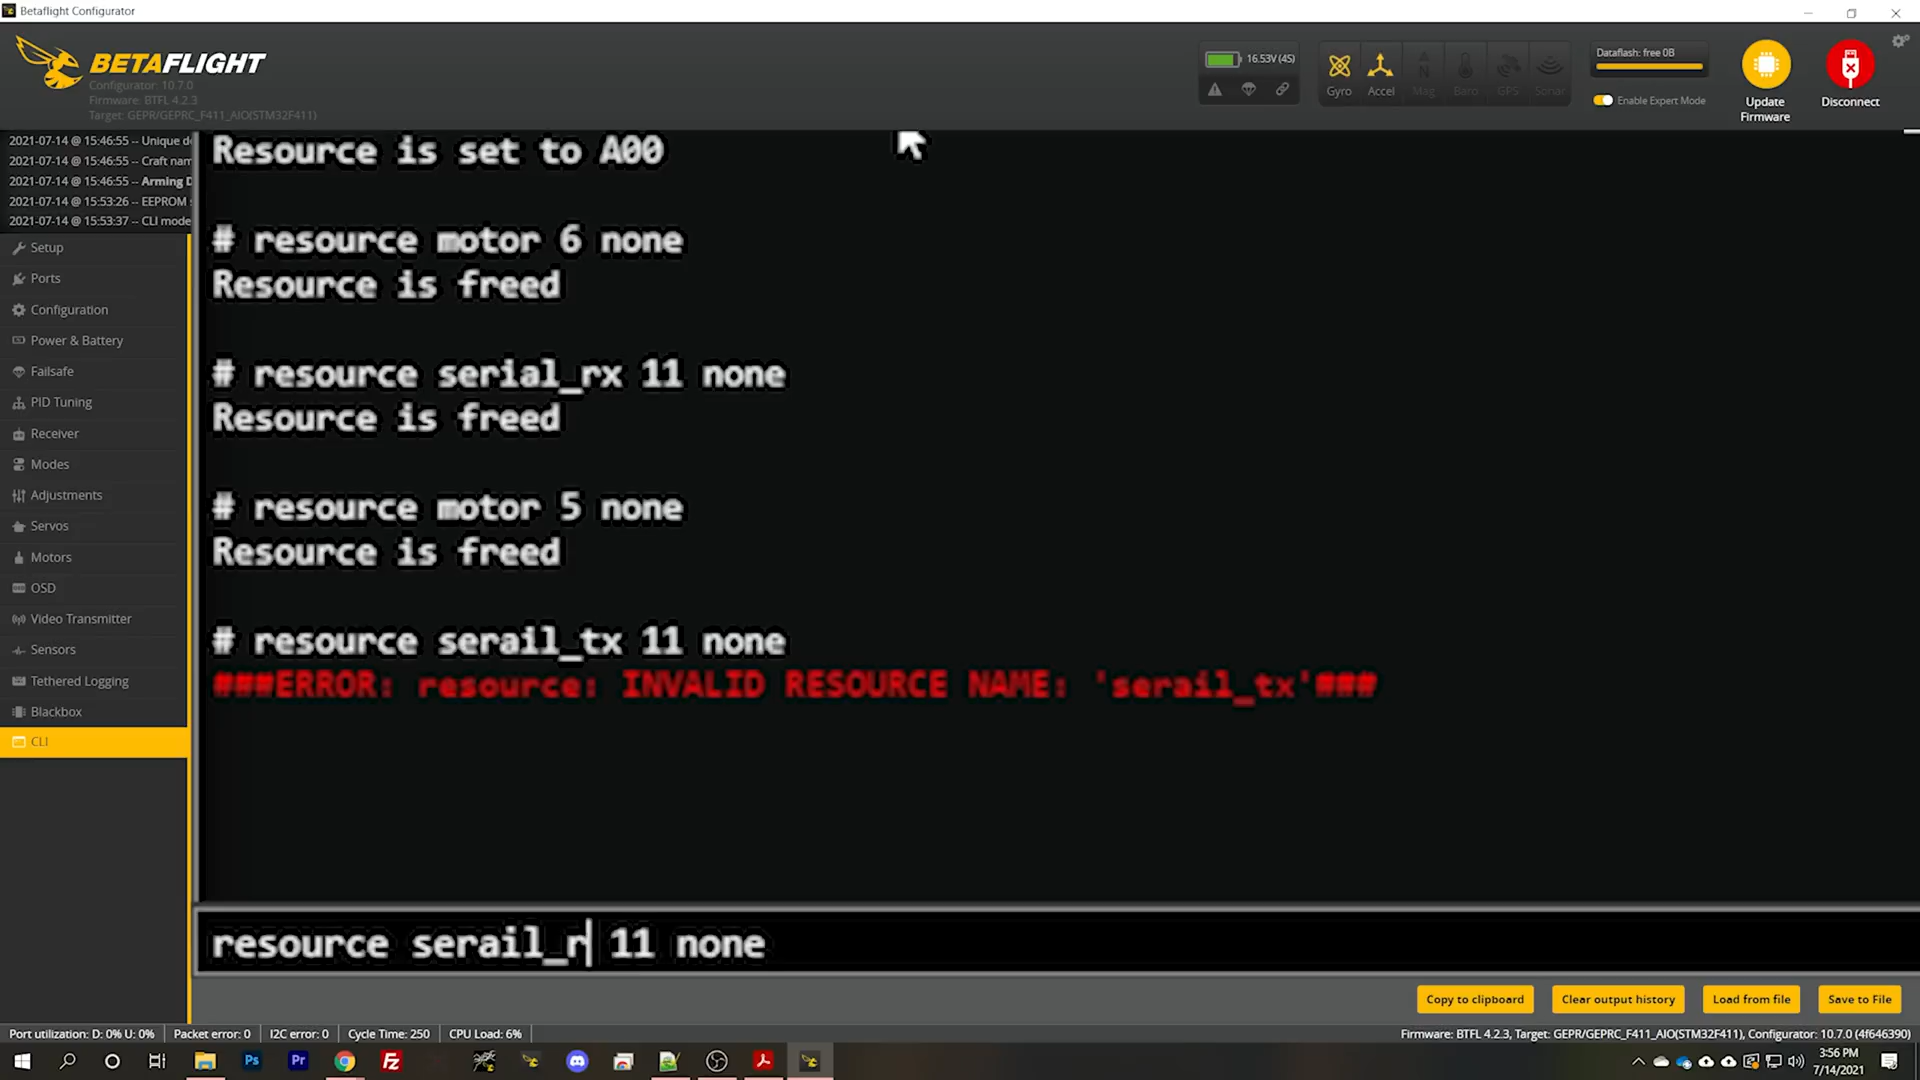 Betaflight Configurator
BETAFLIGHT
Configurator: 10.7.0
Firmware: BTFL 4.2.3
Target: GEPR/GEPRC_F411_AIO(STM32F411)
16.53V (4S)
Gyro
Accel
Mag
Baro
GPS
Sonar
Dataflash: free 0B
Enable Expert Mode
Update
Firmware
Disconnect
2021-07-14 @ 15:46:55 -- Unique de
2021-07-14 @ 15:46:55 -- Craft nam
2021-07-14 @ 15:46:55 -- Arming D
2021-07-14 @ 15:53:26 -- EEPROM s
2021-07-14 @ 15:53:37 -- CLI mode
Setup
Ports
Configuration
Power & Battery
Failsafe
PID Tuning
Receiver
Modes
Adjustments
Servos
Motors
OSD
Video Transmitter
Sensors
Tethered Logging
Blackbox
CLI
Resource is set to A00
# resource motor 6 none
Resource is freed
# resource serial_rx 11 none
Resource is freed
# resource motor 5 none
Resource is freed
# resource serail_tx 11 none
###ERROR: resource: INVALID RESOURCE NAME: 'serail_tx'###
resource serail_r 11 none
Copy to clipboard
Clear output history
Load from file
Save to File
Port utilization: D: 0% U: 0%
Packet error: 0
I2C error: 0
Cycle Time: 250
CPU Load: 6%
Firmware: BTFL 4.2.3, Target: GEPR/GEPRC_F411_AIO(STM32F411), Configurator: 10.7.0 (4f646390)
Ps
Pr
Fz
3:56 PM
7/14/2021